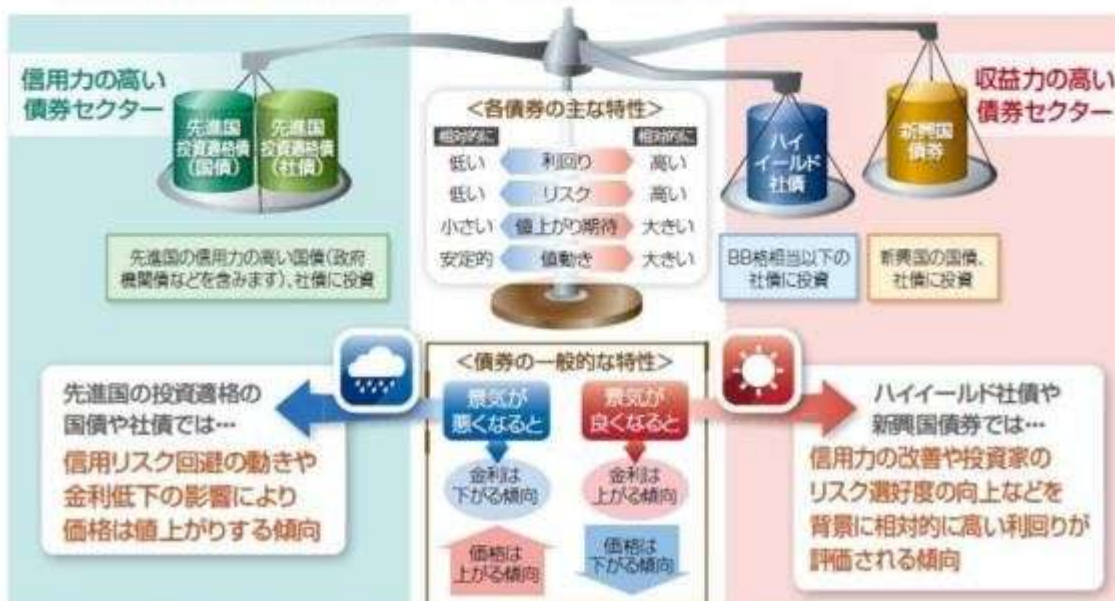 信用力の高い
債券セクター
先進国
投資適格債
(国債)
先進国
投資適格債
(社債)
先進国の信用力の高い国債(政府
機関債などを含みます)、社債に投資
<各債券の主な特性>
相対的に
相対的に
低い 利回り 高い
低い リスク 高い
小さい 値上がり期待 大きい
安定的 値動き 大きい
収益力の高い
債券セクター
ハイ
イールド
社債
新興国
債券
BB格相当以下の
社債に投資
新興国の国債、
社債に投資
先進国の投資適格の
国債や社債では…
信用リスク回避の動きや
金利低下の影響により
価格は値上がりする傾向
<債券の一般的な特性>
景気が
悪くなると
金利は
下がる傾向
価格は
上がる傾向
景気が
良くなると
金利は
上がる傾向
価格は
下がる傾向
ハイイールド社債や
新興国債券では…
信用力の改善や投資家の
リスク選好度の向上などを
背景に相対的に高い利回りが
評価される傾向